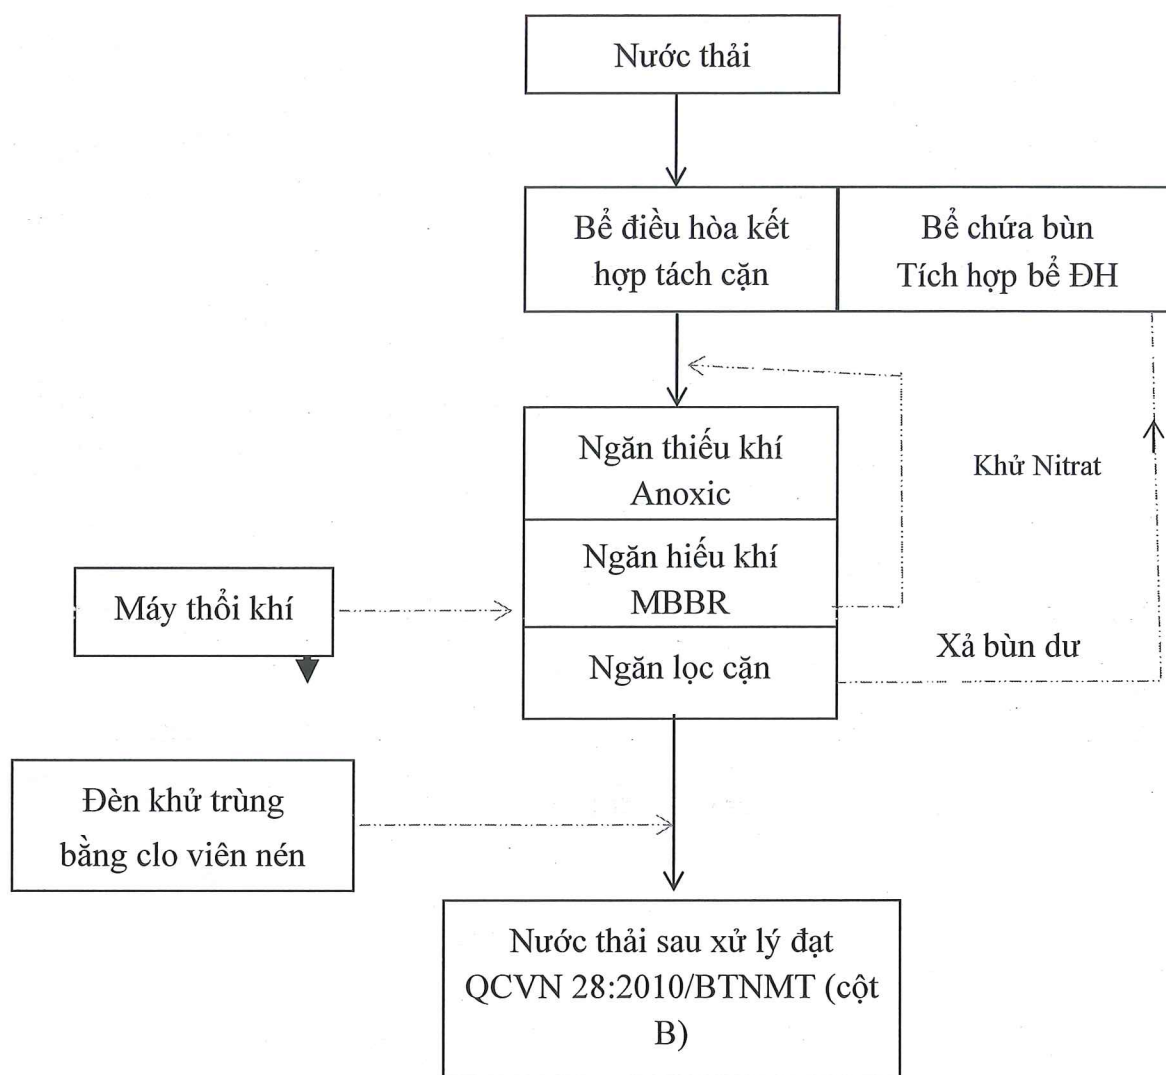 Nước thải
Bể điều hòa kết
hợp tách cặn
Bể chứa bùn
Tích hợp bể ĐH
Ngăn thiếu khí
Anoxic
Khử Nitrat
Ngăn hiếu khí
MBBR
Máy thổi khí
Xả bùn dư
Ngăn lọc cặn
Đèn khử trùng
bằng clo viên nén
Nước thải sau xử lý đạt
QCVN 28:2010/BTNMT (cột
B)